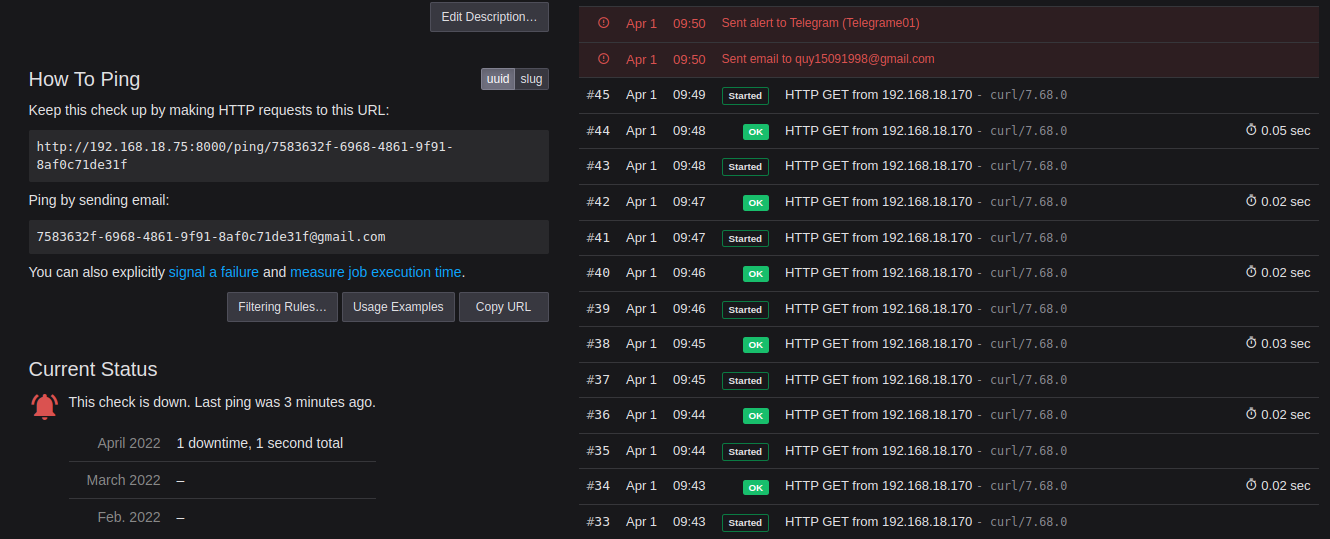 Edit Description…
How To Ping
uuid slug
Keep this check up by making HTTP requests to this URL:
http://192.168.18.75:8000/ping/7583632f-6968-4861-9f91-
8af0c71de31f
Ping by sending email:
7583632f-6968-4861-9f91-8af0c71de31f@gmail.com
You can also explicitly signal a failure and measure job execution time.
Filtering Rules… Usage Examples Copy URL
Current Status
This check is down. Last ping was 3 minutes ago.
April 2022 1 downtime, 1 second total
March 2022 –
Feb. 2022 –
Apr 1 09:50 Sent alert to Telegram (Telegrame01)
Apr 1 09:50 Sent email to quy15091998@gmail.com
#45 Apr 1 09:49 Started HTTP GET from 192.168.18.170 - curl/7.68.0
#44 Apr 1 09:48 OK HTTP GET from 192.168.18.170 - curl/7.68.0 0.05 sec
#43 Apr 1 09:48 Started HTTP GET from 192.168.18.170 - curl/7.68.0
#42 Apr 1 09:47 OK HTTP GET from 192.168.18.170 - curl/7.68.0 0.02 sec
#41 Apr 1 09:47 Started HTTP GET from 192.168.18.170 - curl/7.68.0
#40 Apr 1 09:46 OK HTTP GET from 192.168.18.170 - curl/7.68.0 0.02 sec
#39 Apr 1 09:46 Started HTTP GET from 192.168.18.170 - curl/7.68.0
#38 Apr 1 09:45 OK HTTP GET from 192.168.18.170 - curl/7.68.0 0.03 sec
#37 Apr 1 09:45 Started HTTP GET from 192.168.18.170 - curl/7.68.0
#36 Apr 1 09:44 OK HTTP GET from 192.168.18.170 - curl/7.68.0 0.02 sec
#35 Apr 1 09:44 Started HTTP GET from 192.168.18.170 - curl/7.68.0
#34 Apr 1 09:43 OK HTTP GET from 192.168.18.170 - curl/7.68.0 0.02 sec
#33 Apr 1 09:43 Started HTTP GET from 192.168.18.170 - curl/7.68.0